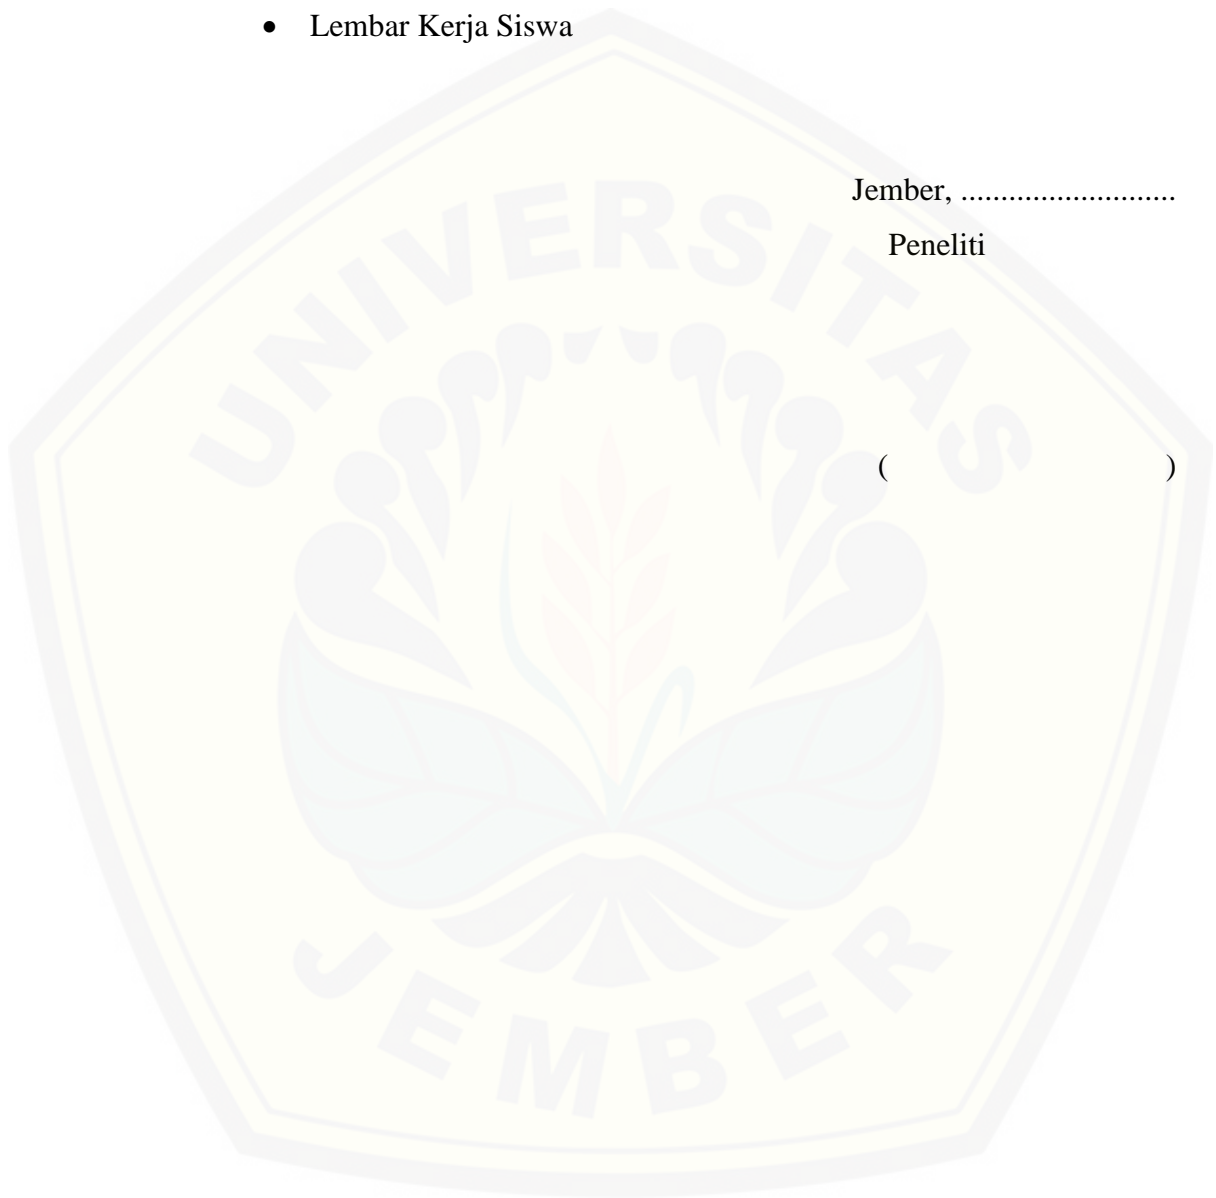 • Lembar Kerja Siswa
Jember, ...........................
Peneliti
( )
UNIVERSITAS
JEMBER